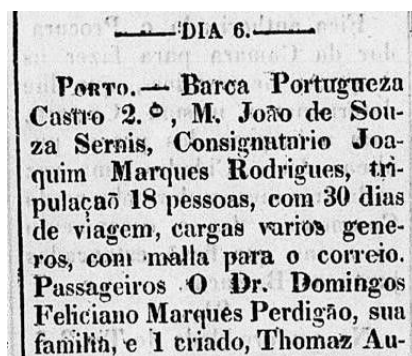 DIA 6.
PORTO.— Barca Portugueza
Castro 2.º, M. João de Sou-
za Sernis, Consignatario Joa-
quim Marques Rodrigues, tri-
pulaçaõ 18 pessoas, com 30 dias
de viagem, cargas varios gene-
ros, com malla para o correio.
Passageiros O Dr. Domingos
Feliciano Marques Perdigão, sua
familia, e 1 criado, Thomaz Au-